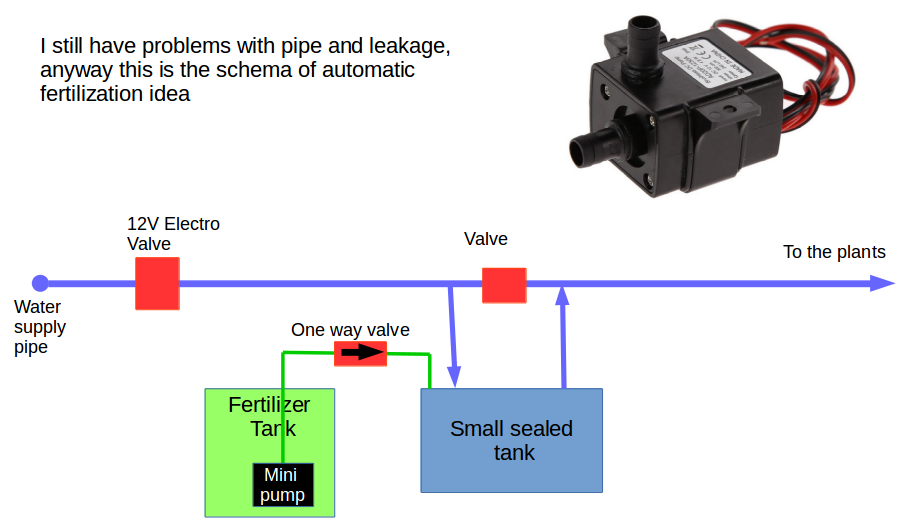 I still have problems with pipe and leakage,
anyway this is the schema of automatic
fertilization idea
12V Electro
Valve
Valve
To the plants
Water
supply
pipe
One way valve
Fertilizer
Tank
Mini
pump
Small sealed
tank